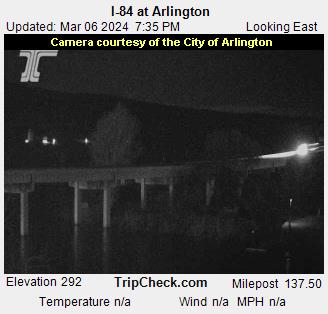 I-84 at Arlington
Updated: Mar 06 2024 7:35 PM Looking East
Camera courtesy of the City of Arlington
Elevation 292 TripCheck.com Milepost 137.50
Temperature n/a Wind n/a MPH n/a